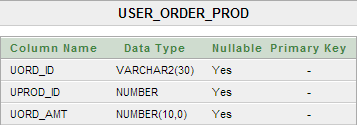 USER_ORDER_PROD
Column Name Data Type Nullable Primary Key
UORD_ID VARCHAR2(30) Yes -
UPROD_ID NUMBER Yes -
UORD_AMT NUMBER(10,0) Yes -